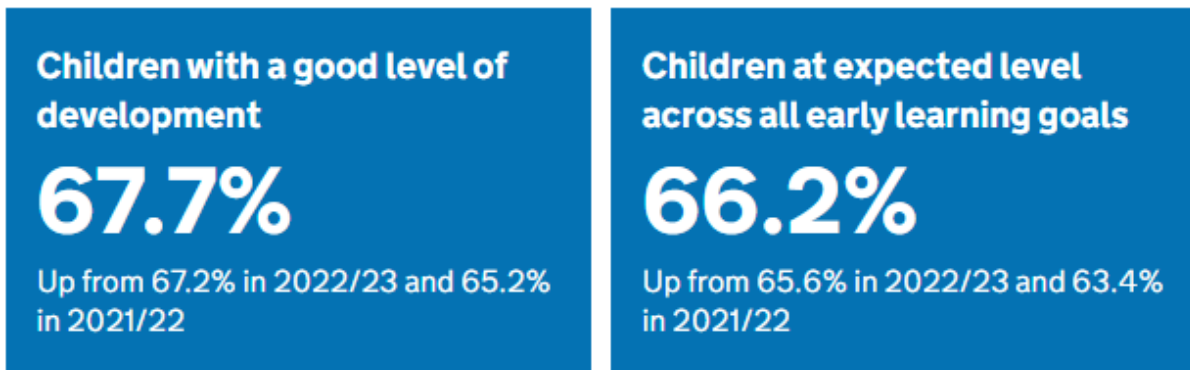 Children with a good level of
development
67.7%
Up from 67.2% in 2022/23 and 65.2%
in 2021/22
Children at expected level
across all early learning goals
66.2%
Up from 65.6% in 2022/23 and 63.4%
in 2021/22